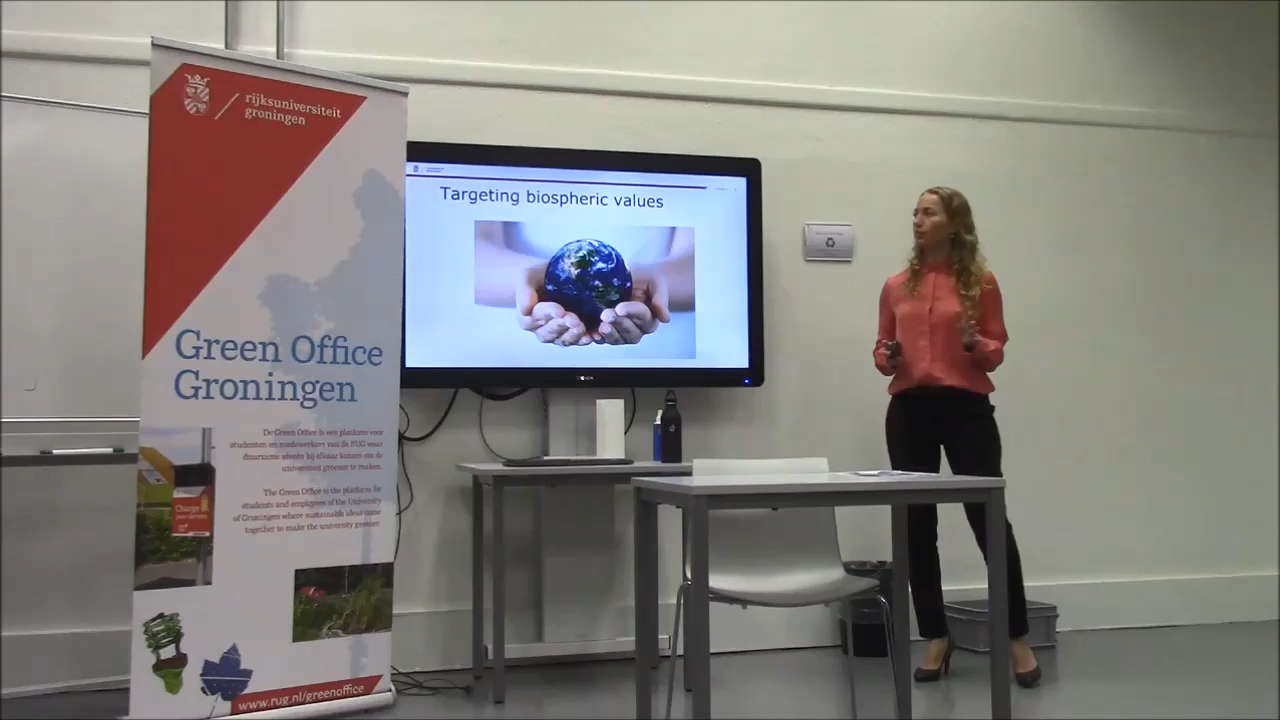 rijksuniversiteit
groningen
Green Office
Groningen
De Green Office is een platform voor
studenten en medewerkers van de RUG waar
duurzame ideeën bij elkaar komen om de
universiteit groener te maken.
The Green Office is the platform for
students and employees of the University
of Groningen where sustainable ideas come
together to make the university greener.
Charge
www.rug.nl/greenoffice
Targeting biospheric values